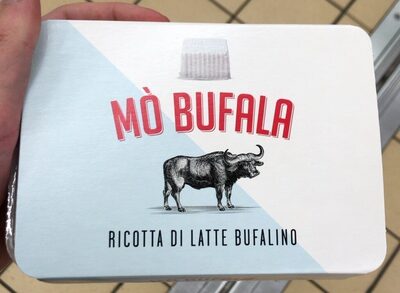 MÒ BUFALA
RICOTTA DI LATTE BUFALINO